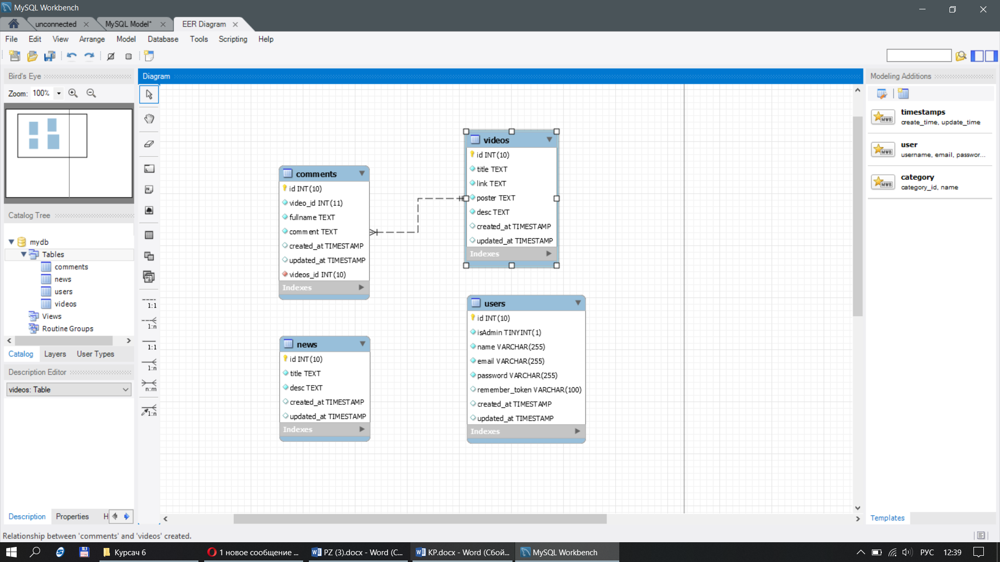 MySQL Workbench
unconnected
MySQL Model*
EER Diagram
File Edit View Arrange Model Database Tools Scripting Help
Bird's Eye
Zoom: 100%
Catalog Tree
mydb
Tables
comments
news
users
videos
Views
Routine Groups
Catalog Layers User Types
Description Editor
videos: Table
Description Properties H
Diagram
1:1
1:n
1:1
1:n
n:m
1:n
comments
id INT(10)
video_id INT(11)
fullname TEXT
comment TEXT
created_at TIMESTAMP
updated_at TIMESTAMP
videos_id INT(10)
Indexes
videos
id INT(10)
title TEXT
link TEXT
poster TEXT
desc TEXT
created_at TIMESTAMP
updated_at TIMESTAMP
Indexes
news
id INT(10)
title TEXT
desc TEXT
created_at TIMESTAMP
updated_at TIMESTAMP
Indexes
users
id INT(10)
isAdmin TINYINT(1)
name VARCHAR(255)
email VARCHAR(255)
password VARCHAR(255)
remember_token VARCHAR(100)
created_at TIMESTAMP
updated_at TIMESTAMP
Indexes
Modeling Additions
MWB
timestamps
create_time, update_time
MWB
user
username, email, passwor...
MWB
category
category_id, name
Templates
Relationship between 'comments' and 'videos' created.
Курсач 6
1 новое сообщение ...
PZ (3).docx - Word (С...
KP.docx - Word (Сбой...
MySQL Workbench
РУС
12:39